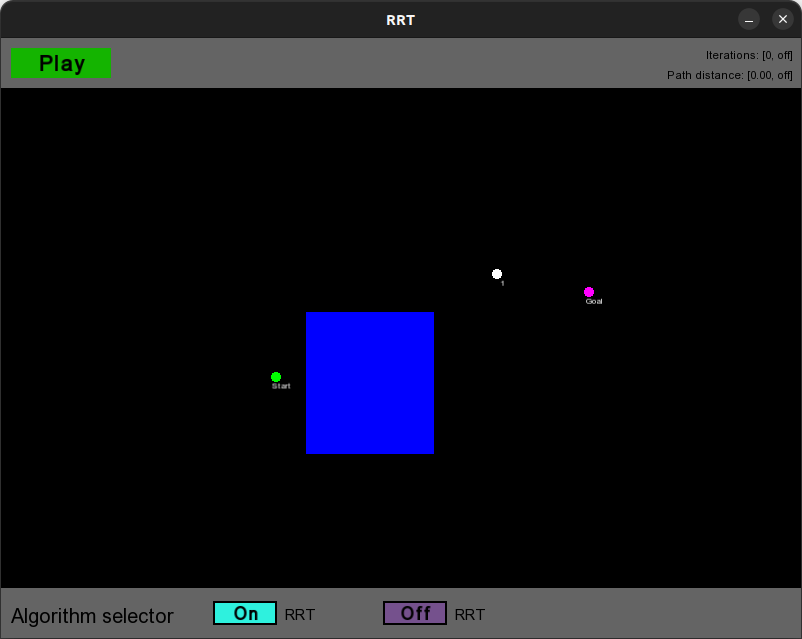 RRT
Play
Iterations: [0, off]
Path distance: [0.00, off]
1
Goal
Start
Algorithm selector On RRT Off RRT